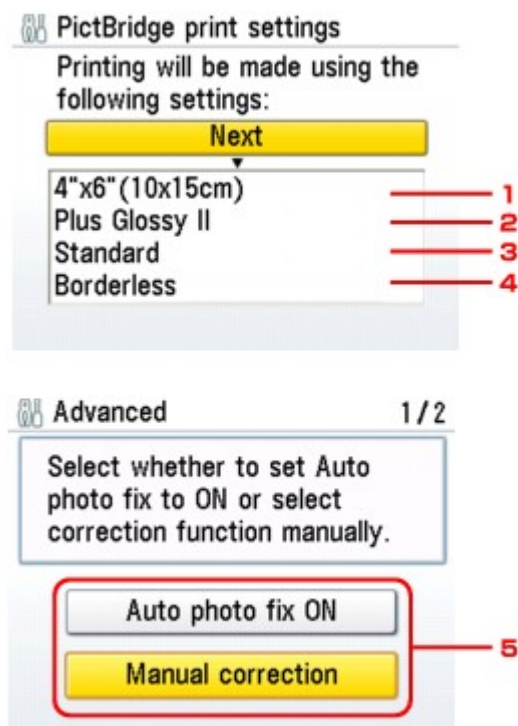 PictBridge print settings
Printing will be made using the
following settings:
Next
4"x6"(10x15cm) 1
Plus Glossy II 2
Standard 3
Borderless 4
Advanced 1/2
Select whether to set Auto
photo fix to ON or select
correction function manually.
Auto photo fix ON
5
Manual correction